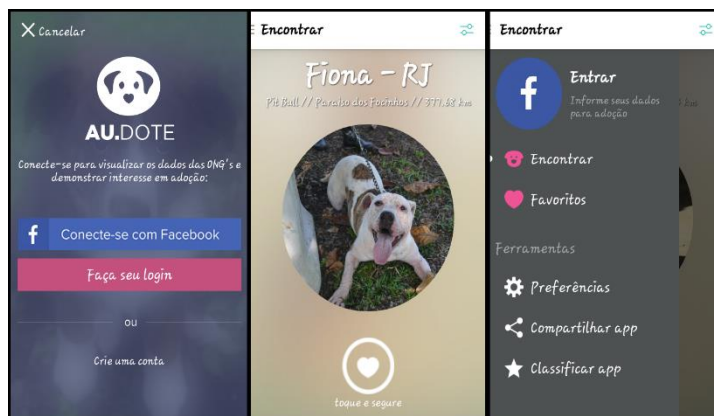 Cancelar
AU.DOTE
Conecte-se para visualizar os dados das ONG's e
demonstrar interesse em adoção:
f Conecte-se com Facebook
Faça seu login
ou
Crie uma conta
Encontrar
Fiona - RJ
Pit Bull // Paraíso dos Focinhos // 377.68 km
toque e segure
Encontrar
f Entrar
Informe seus dados
para adoção
Encontrar
Favoritos
Ferramentas
Preferências
Compartilhar app
Classificar app